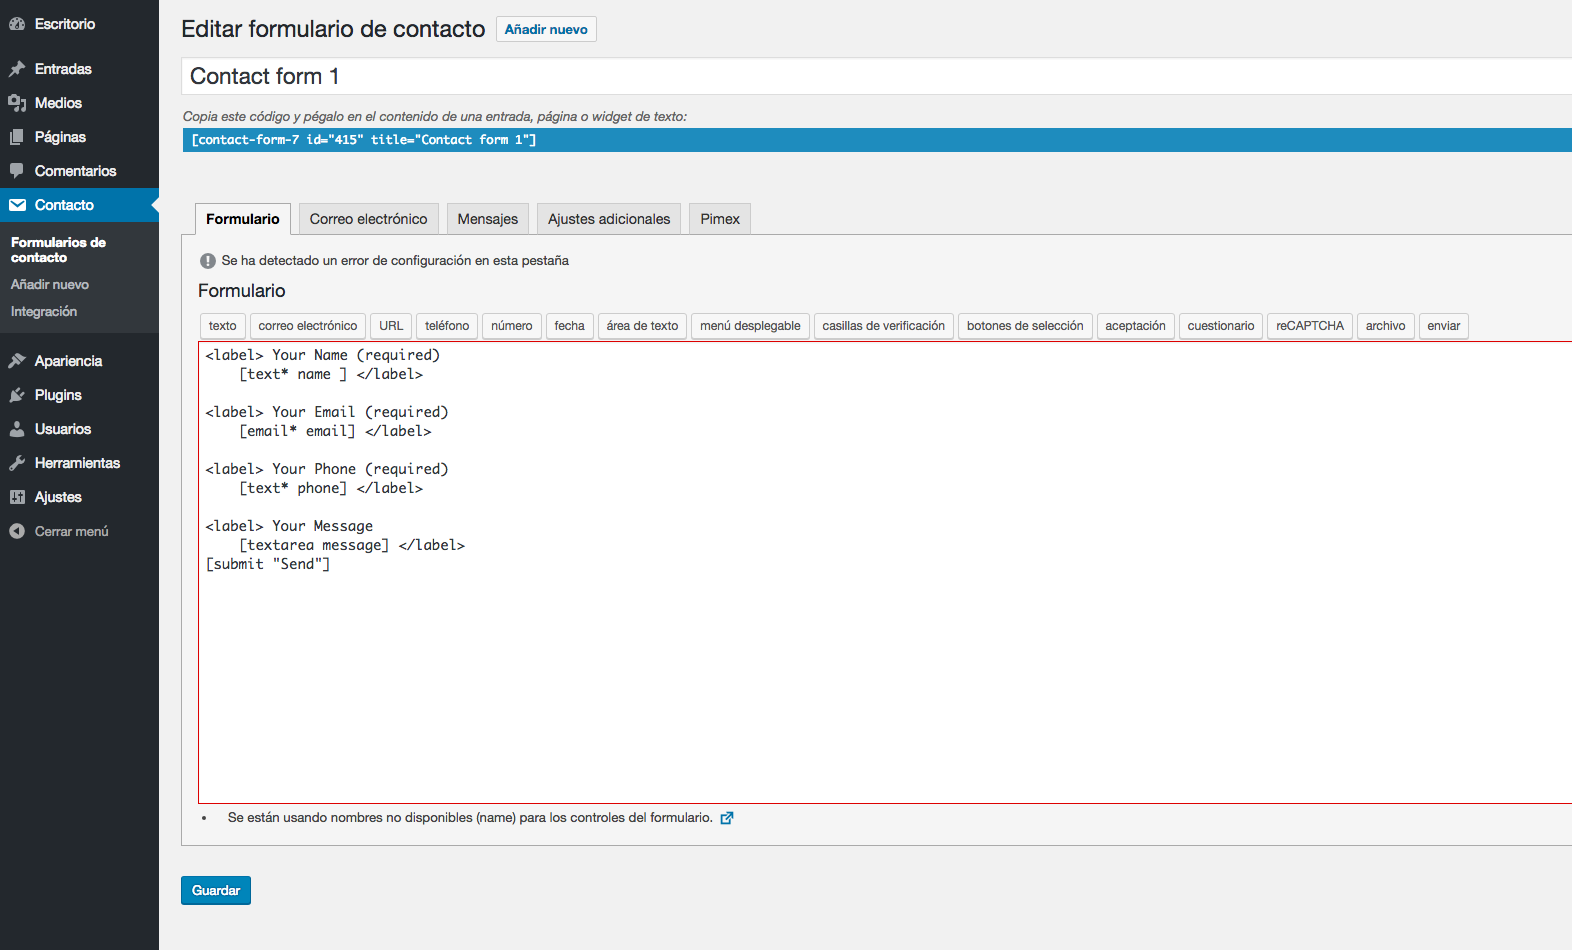 Escritorio
Entradas
Medios
Páginas
Comentarios
Contacto
Formularios de
contacto
Añadir nuevo
Integración
Apariencia
Plugins
Usuarios
Herramientas
Ajustes
Cerrar menú
Editar formulario de contacto Añadir nuevo
Contact form 1
Copia este código y pégalo en el contenido de una entrada, página o widget de texto:
[contact-form-7 id="415" title="Contact form 1"]
Formulario Correo electrónico Mensajes Ajustes adicionales Pimex
Se ha detectado un error de configuración en esta pestaña
Formulario
texto correo electrónico URL teléfono número fecha área de texto menú desplegable casillas de verificación botones de selección aceptación cuestionario reCAPTCHA archivo enviar
<label> Your Name (required)
[text* name ] </label>
<label> Your Email (required)
[email* email] </label>
<label> Your Phone (required)
[text* phone] </label>
<label> Your Message
[textarea message] </label>
[submit "Send"]
• Se están usando nombres no disponibles (name) para los controles del formulario.
Guardar